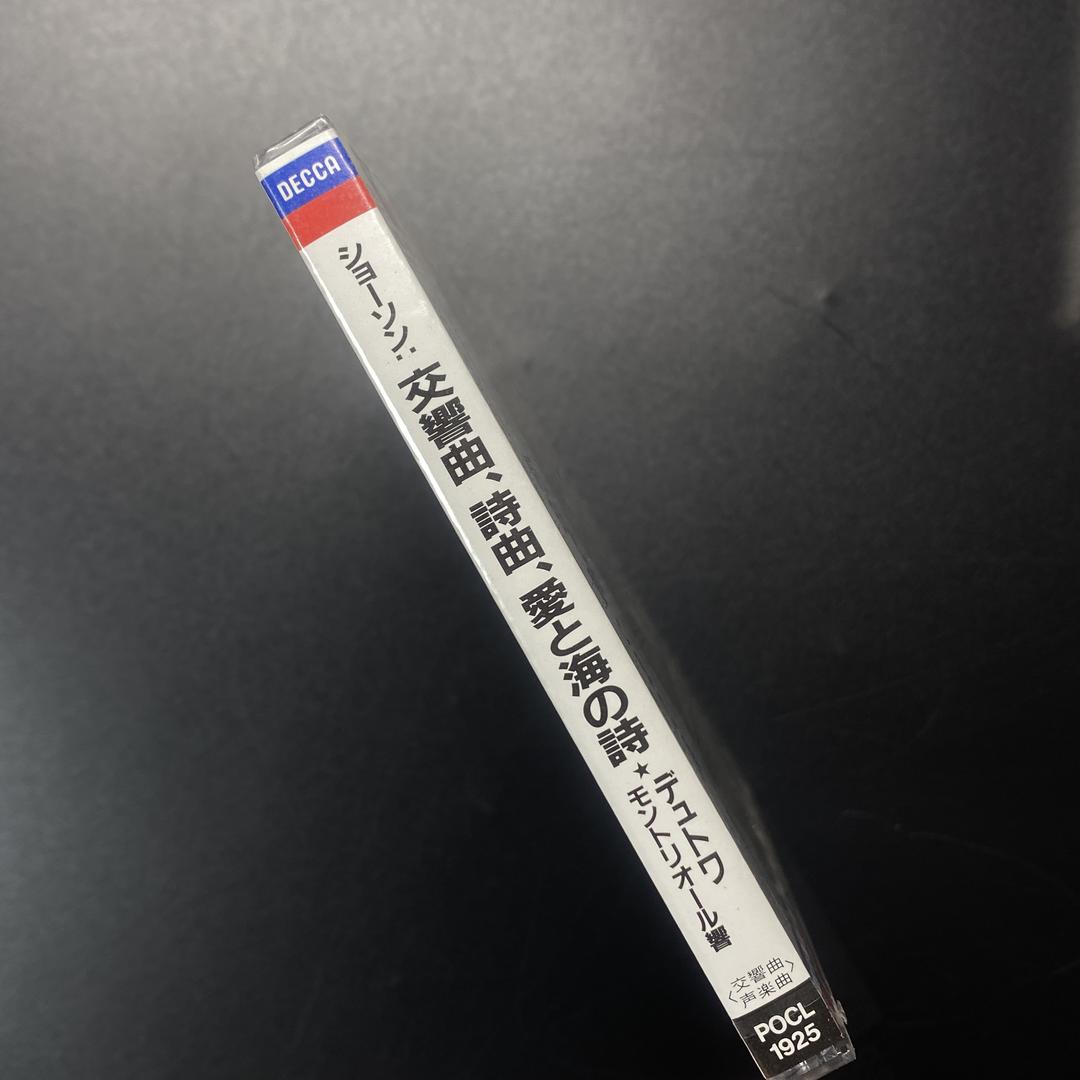 DECCA
ショーソン:交響曲、詩曲、愛と海の詩★デュトワ
モントリオール響
〈交響曲
声楽曲〉
POCL
1925